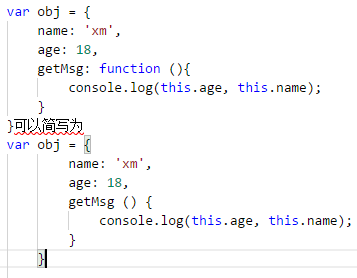 var obj = {
    name: 'xm',
    age: 18,
    getMsg: function (){
        console.log(this.age, this.name);
    }
}可以简写为
var obj = {
        name: 'xm',
        age: 18,
        getMsg () {
            console.log(this.age, this.name);
        }
    }